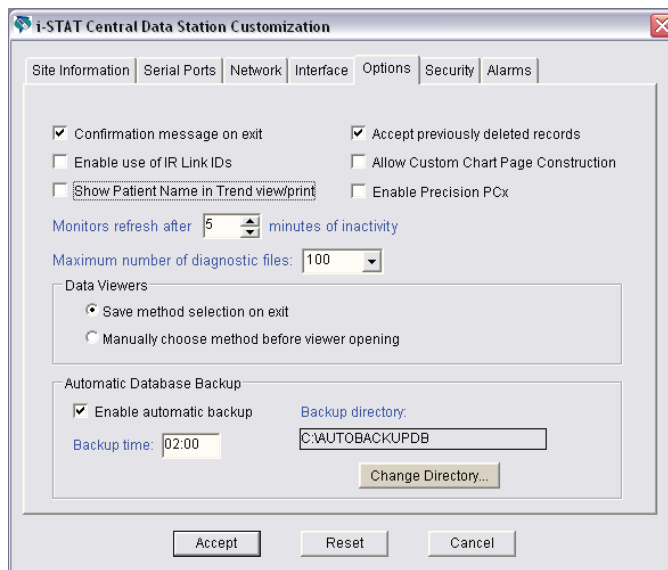 i-STAT Central Data Station Customization
Site Information Serial Ports Network Interface Options Security Alarms
Confirmation message on exit Accept previously deleted records
Enable use of IR Link IDs Allow Custom Chart Page Construction
Show Patient Name in Trend view/print Enable Precision PCx
Monitors refresh after 5 minutes of inactivity
Maximum number of diagnostic files: 100
Data Viewers
Save method selection on exit
Manually choose method before viewer opening
Automatic Database Backup
Enable automatic backup Backup directory:
Backup time: 02:00 C:\AUTOBACKUPDB
Change Directory...
Accept Reset Cancel